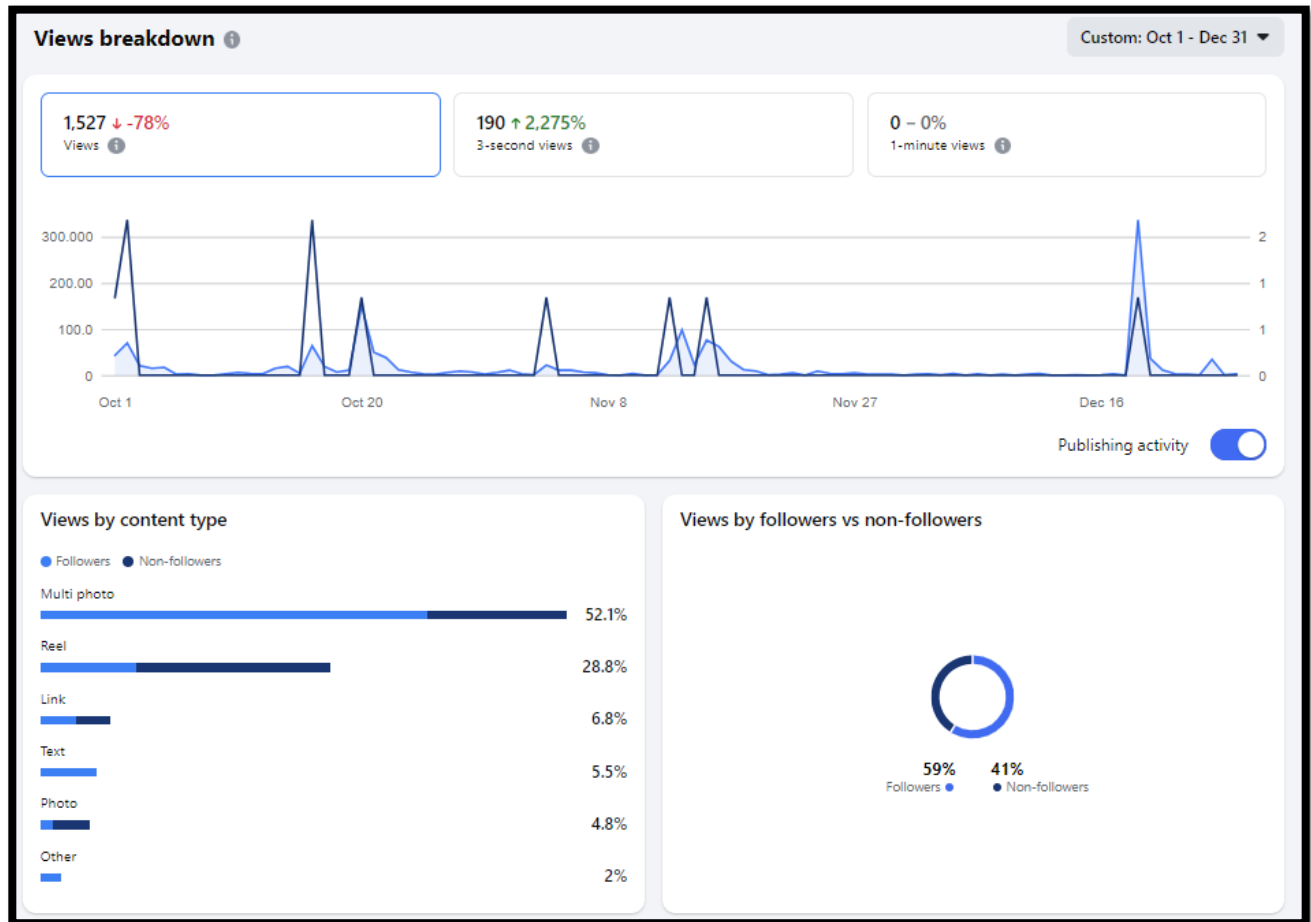 Views breakdown
Custom: Oct 1 - Dec 31
1,527 ↓ -78%
Views
190 ↑ 2,275%
3-second views
0 – 0%
1-minute views
300.000
200.00
100.0
0
2
1
1
0
Oct 1
Oct 20
Nov 8
Nov 27
Dec 16
Publishing activity
Views by content type
Followers Non-followers
Multi photo
52.1%
Reel
28.8%
Link
6.8%
Text
5.5%
Photo
4.8%
Other
2%
Views by followers vs non-followers
59% 41%
Followers Non-followers